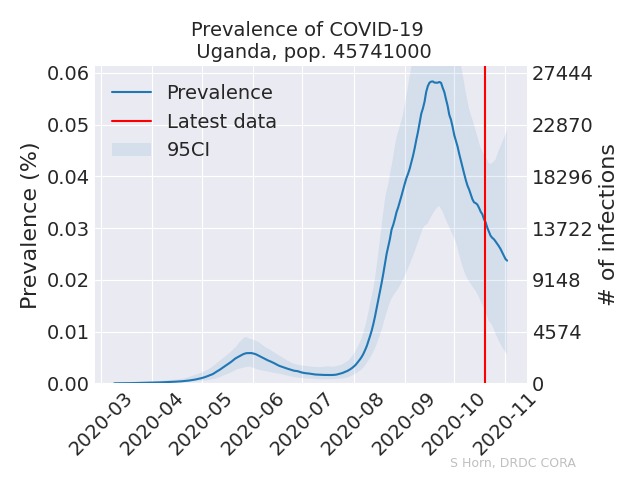 Prevalence of COVID-19
Uganda, pop. 45741000
Prevalence
Latest data
95CI
Prevalence (%)
0.06
0.05
0.04
0.03
0.02
0.01
0.00
27444
22870
18296
13722
9148
4574
0
# of infections
2020-03
2020-04
2020-05
2020-06
2020-07
2020-08
2020-09
2020-10
2020-11
S Horn, DRDC CORA